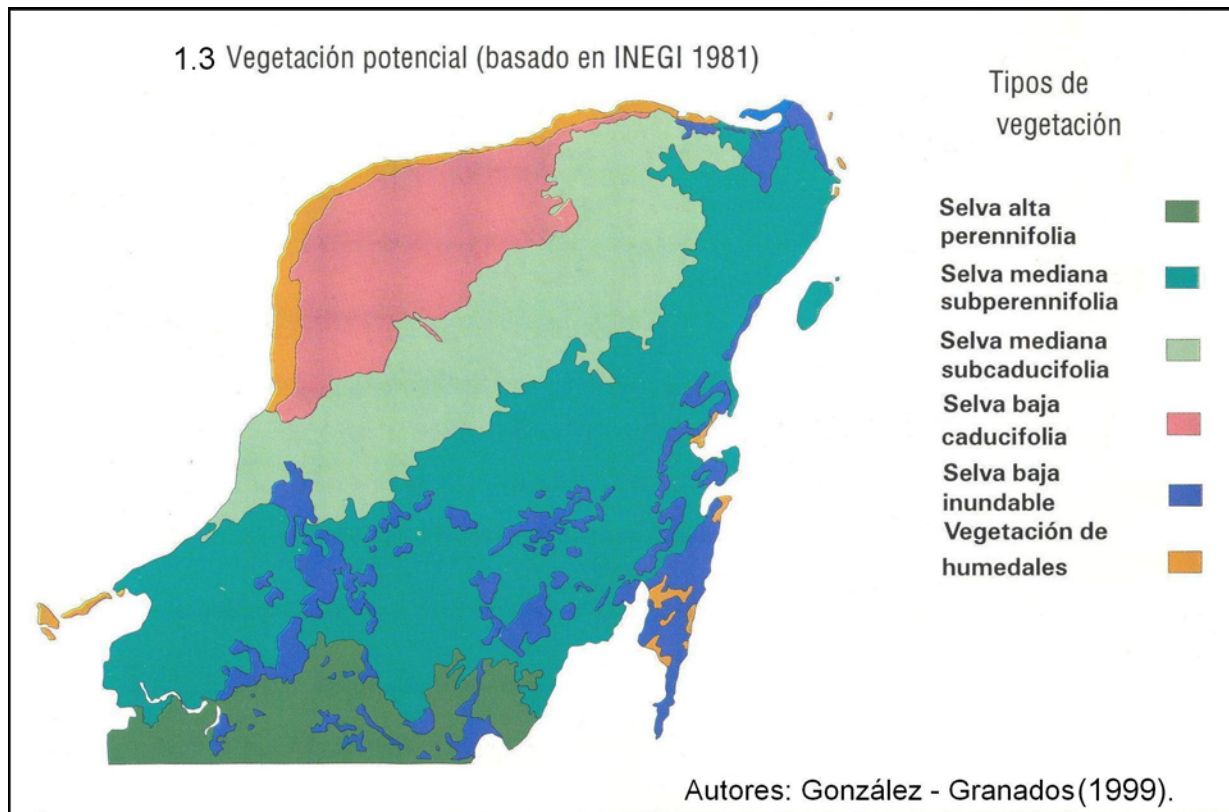 1.3 Vegetación potencial (basado en INEGI 1981)
Tipos de
vegetación
Selva alta
perennifolia
Selva mediana
subperennifolia
Selva mediana
subcaducifolia
Selva baja
caducifolia
Selva baja
inundable
Vegetación de
humedales
Autores: González - Granados (1999).